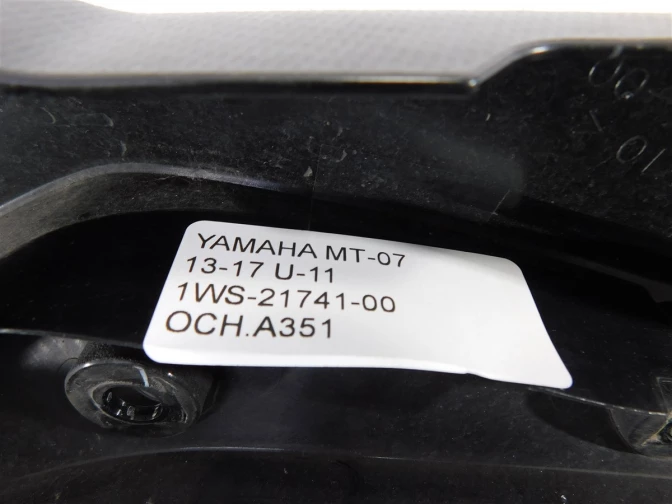 YAMAHA MT-07
13-17 U-11
1WS-21741-00
OCH.A351